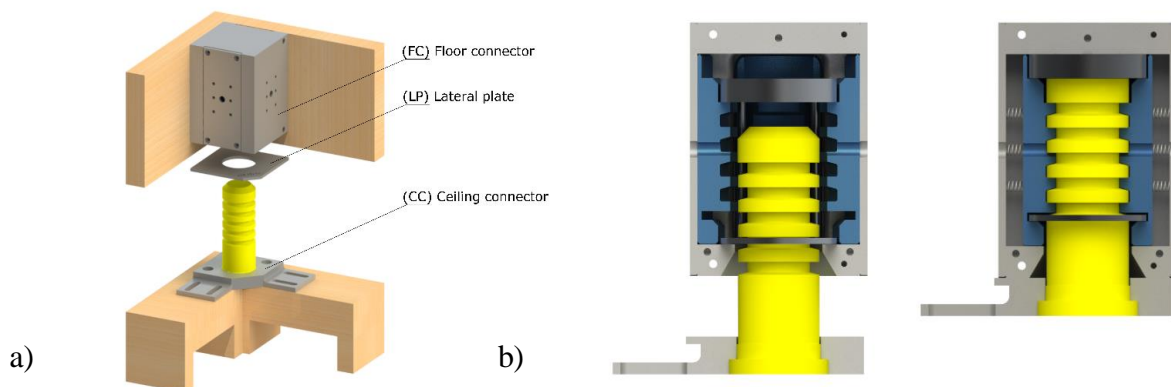 (FC) Floor connector
(LP) Lateral plate
(CC) Ceiling connector
a)
b)